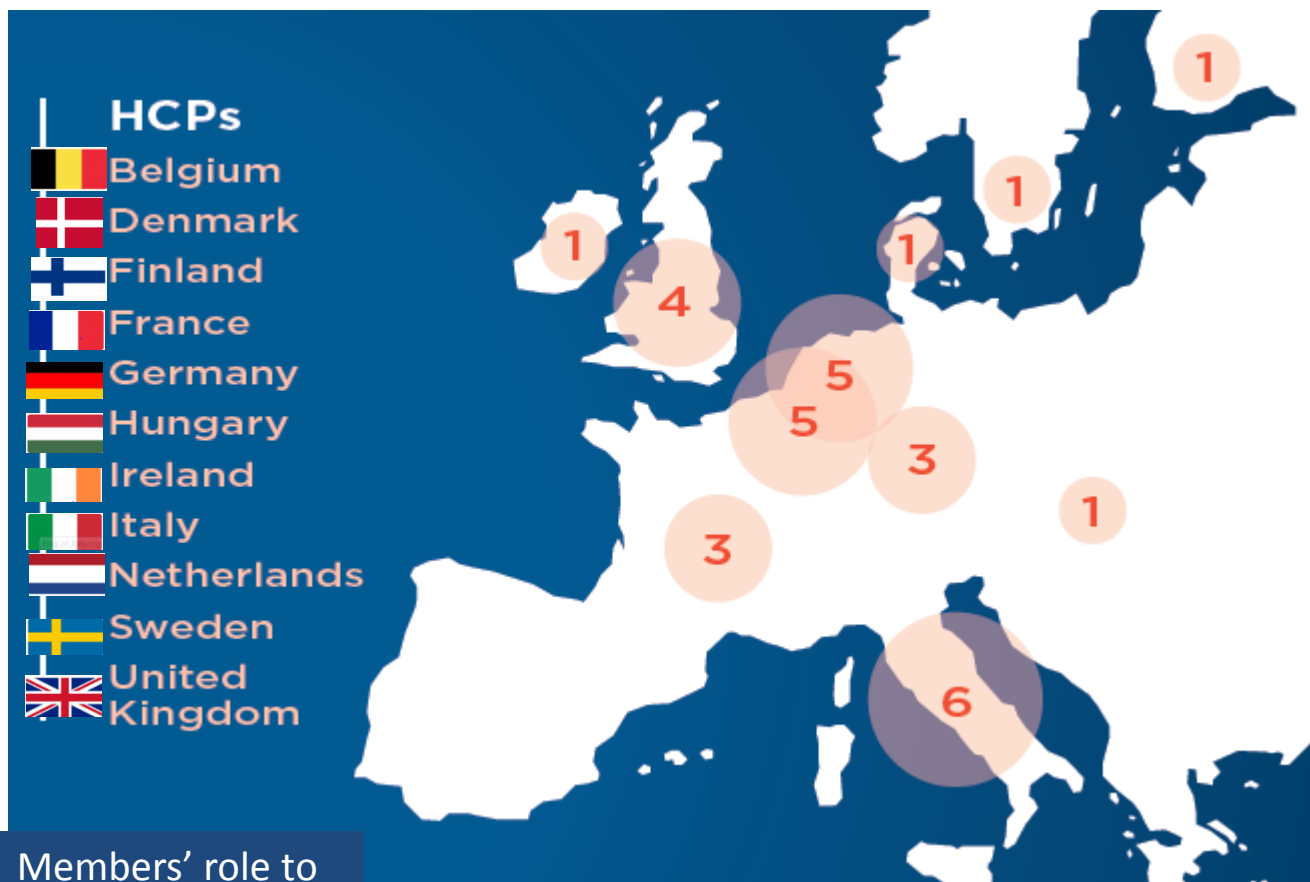 HCPs
Belgium
Denmark
Finland
France
Germany
Hungary
Ireland
Italy
Netherlands
Sweden
United
Kingdom
1
1
1
1
4
5
5
3
1
3
6
Members’ role to